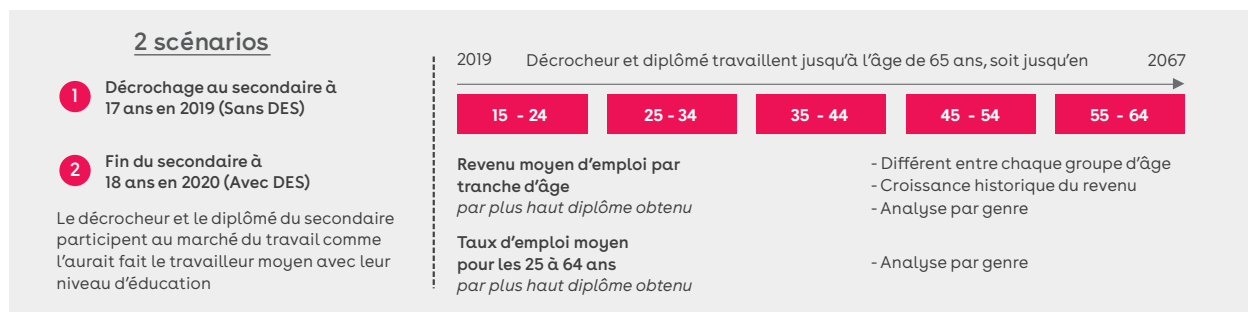 2 scénarios
1
Décrochage au secondaire à
17 ans en 2019 (Sans DES)
2
Fin du secondaire à
18 ans en 2020 (Avec DES)
Le décrocheur et le diplômé du secondaire
participent au marché du travail comme
l'aurait fait le travailleur moyen avec leur
niveau d'éducation
2019 Décrocheur et diplômé travaillent jusqu'à l'âge de 65 ans, soit jusqu'en 2067
15 - 24 25 - 34 35 - 44 45 - 54 55 - 64
Revenu moyen d'emploi par
tranche d'âge
par plus haut diplôme obtenu
- Différent entre chaque groupe d'âge
- Croissance historique du revenu
- Analyse par genre
Taux d'emploi moyen
pour les 25 à 64 ans
par plus haut diplôme obtenu
- Analyse par genre